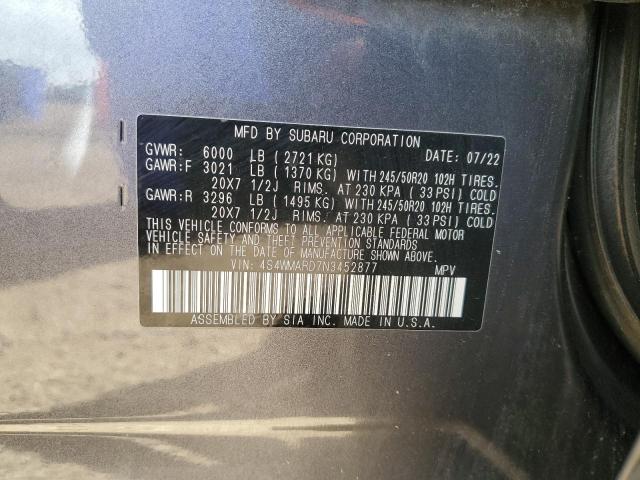 MFD BY SUBARU CORPORATION
GVWR: 6000 LB ( 2721 KG) DATE: 07/22
GAWR:F 3021 LB ( 1370 KG) WITH 245/50R20 102H TIRES.
20X7 1/2J RIMS. AT 230 KPA ( 33 PSI) COLD
GAWR:R 3296 LB ( 1495 KG) WITH 245/50R20 102H TIRES.
20X7 1/2J RIMS. AT 230 KPA ( 33 PSI) COLD
THIS VEHICLE CONFORMS TO ALL APPLICABLE FEDERAL MOTOR
VEHICLE SAFETY AND THEFT PREVENTION STANDARDS
IN EFFECT ON THE DATE OF MANUFACTURE SHOWN ABOVE.
VIN: 4S4WMARD7N3452877 MPV
ASSEMBLED BY SIA INC. MADE IN U.S.A.